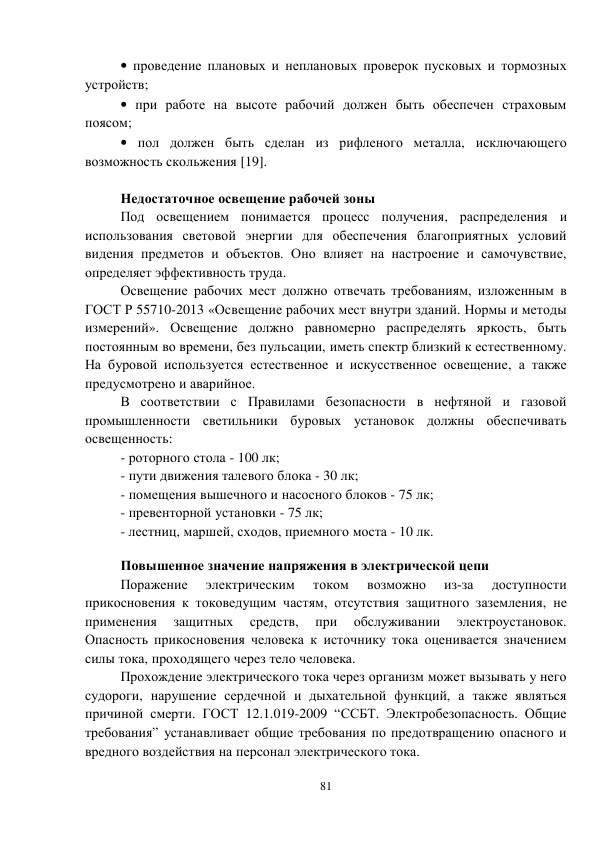 • проведение плановых и неплановых проверок пусковых и тормозных
устройств;
• при работе на высоте рабочий должен быть обеспечен страховым
поясом;
• пол должен быть сделан из рифленого металла, исключающего
возможность скольжения [19].
Недостаточное освещение рабочей зоны
Под освещением понимается процесс получения, распределения и
использования световой энергии для обеспечения благоприятных условий
видения предметов и объектов. Оно влияет на настроение и самочувствие,
определяет эффективность труда.
Освещение рабочих мест должно отвечать требованиям, изложенным в
ГОСТ Р 55710-2013 «Освещение рабочих мест внутри зданий. Нормы и методы
измерений». Освещение должно равномерно распределять яркость, быть
постоянным во времени, без пульсации, иметь спектр близкий к естественному.
На буровой используется естественное и искусственное освещение, а также
предусмотрено и аварийное.
В соответствии с Правилами безопасности в нефтяной и газовой
промышленности светильники буровых установок должны обеспечивать
освещенность:
- роторного стола - 100 лк;
- пути движения талевого блока - 30 лк;
- помещения вышечного и насосного блоков - 75 лк;
- превенторной установки - 75 лк;
- лестниц, маршей, сходов, приемного моста - 10 лк.
Повышенное значение напряжения в электрической цепи
Поражение электрическим током возможно из-за доступности
прикосновения к токоведущим частям, отсутствия защитного заземления, не
применения защитных средств, при обслуживании электроустановок.
Опасность прикосновения человека к источнику тока оценивается значением
силы тока, проходящего через тело человека.
Прохождение электрического тока через организм может вызывать у него
судороги, нарушение сердечной и дыхательной функций, а также являться
причиной смерти. ГОСТ 12.1.019-2009 “ССБТ. Электробезопасность. Общие
требования” устанавливает общие требования по предотвращению опасного и
вредного воздействия на персонал электрического тока.
81